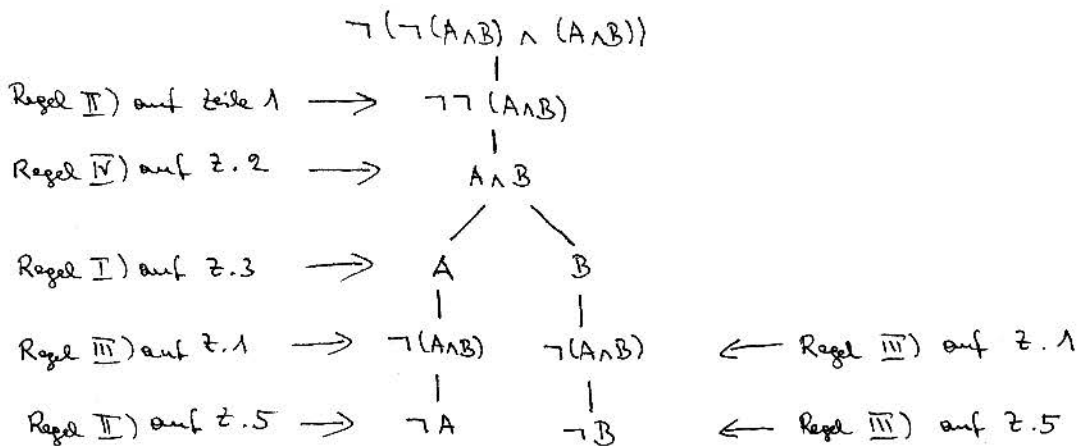 ¬(¬(A∧B) ∧ (A∧B))
Regel II) auf Zeile 1 → ¬¬(A∧B)
Regel IV) auf Z.2 → A∧B
Regel I) auf Z.3 → A B
Regel III) auf Z.1 → ¬(A∧B) ¬(A∧B) ← Regel III) auf Z.1
Regel II) auf Z.5 → ¬A ¬B ← Regel III) auf Z.5